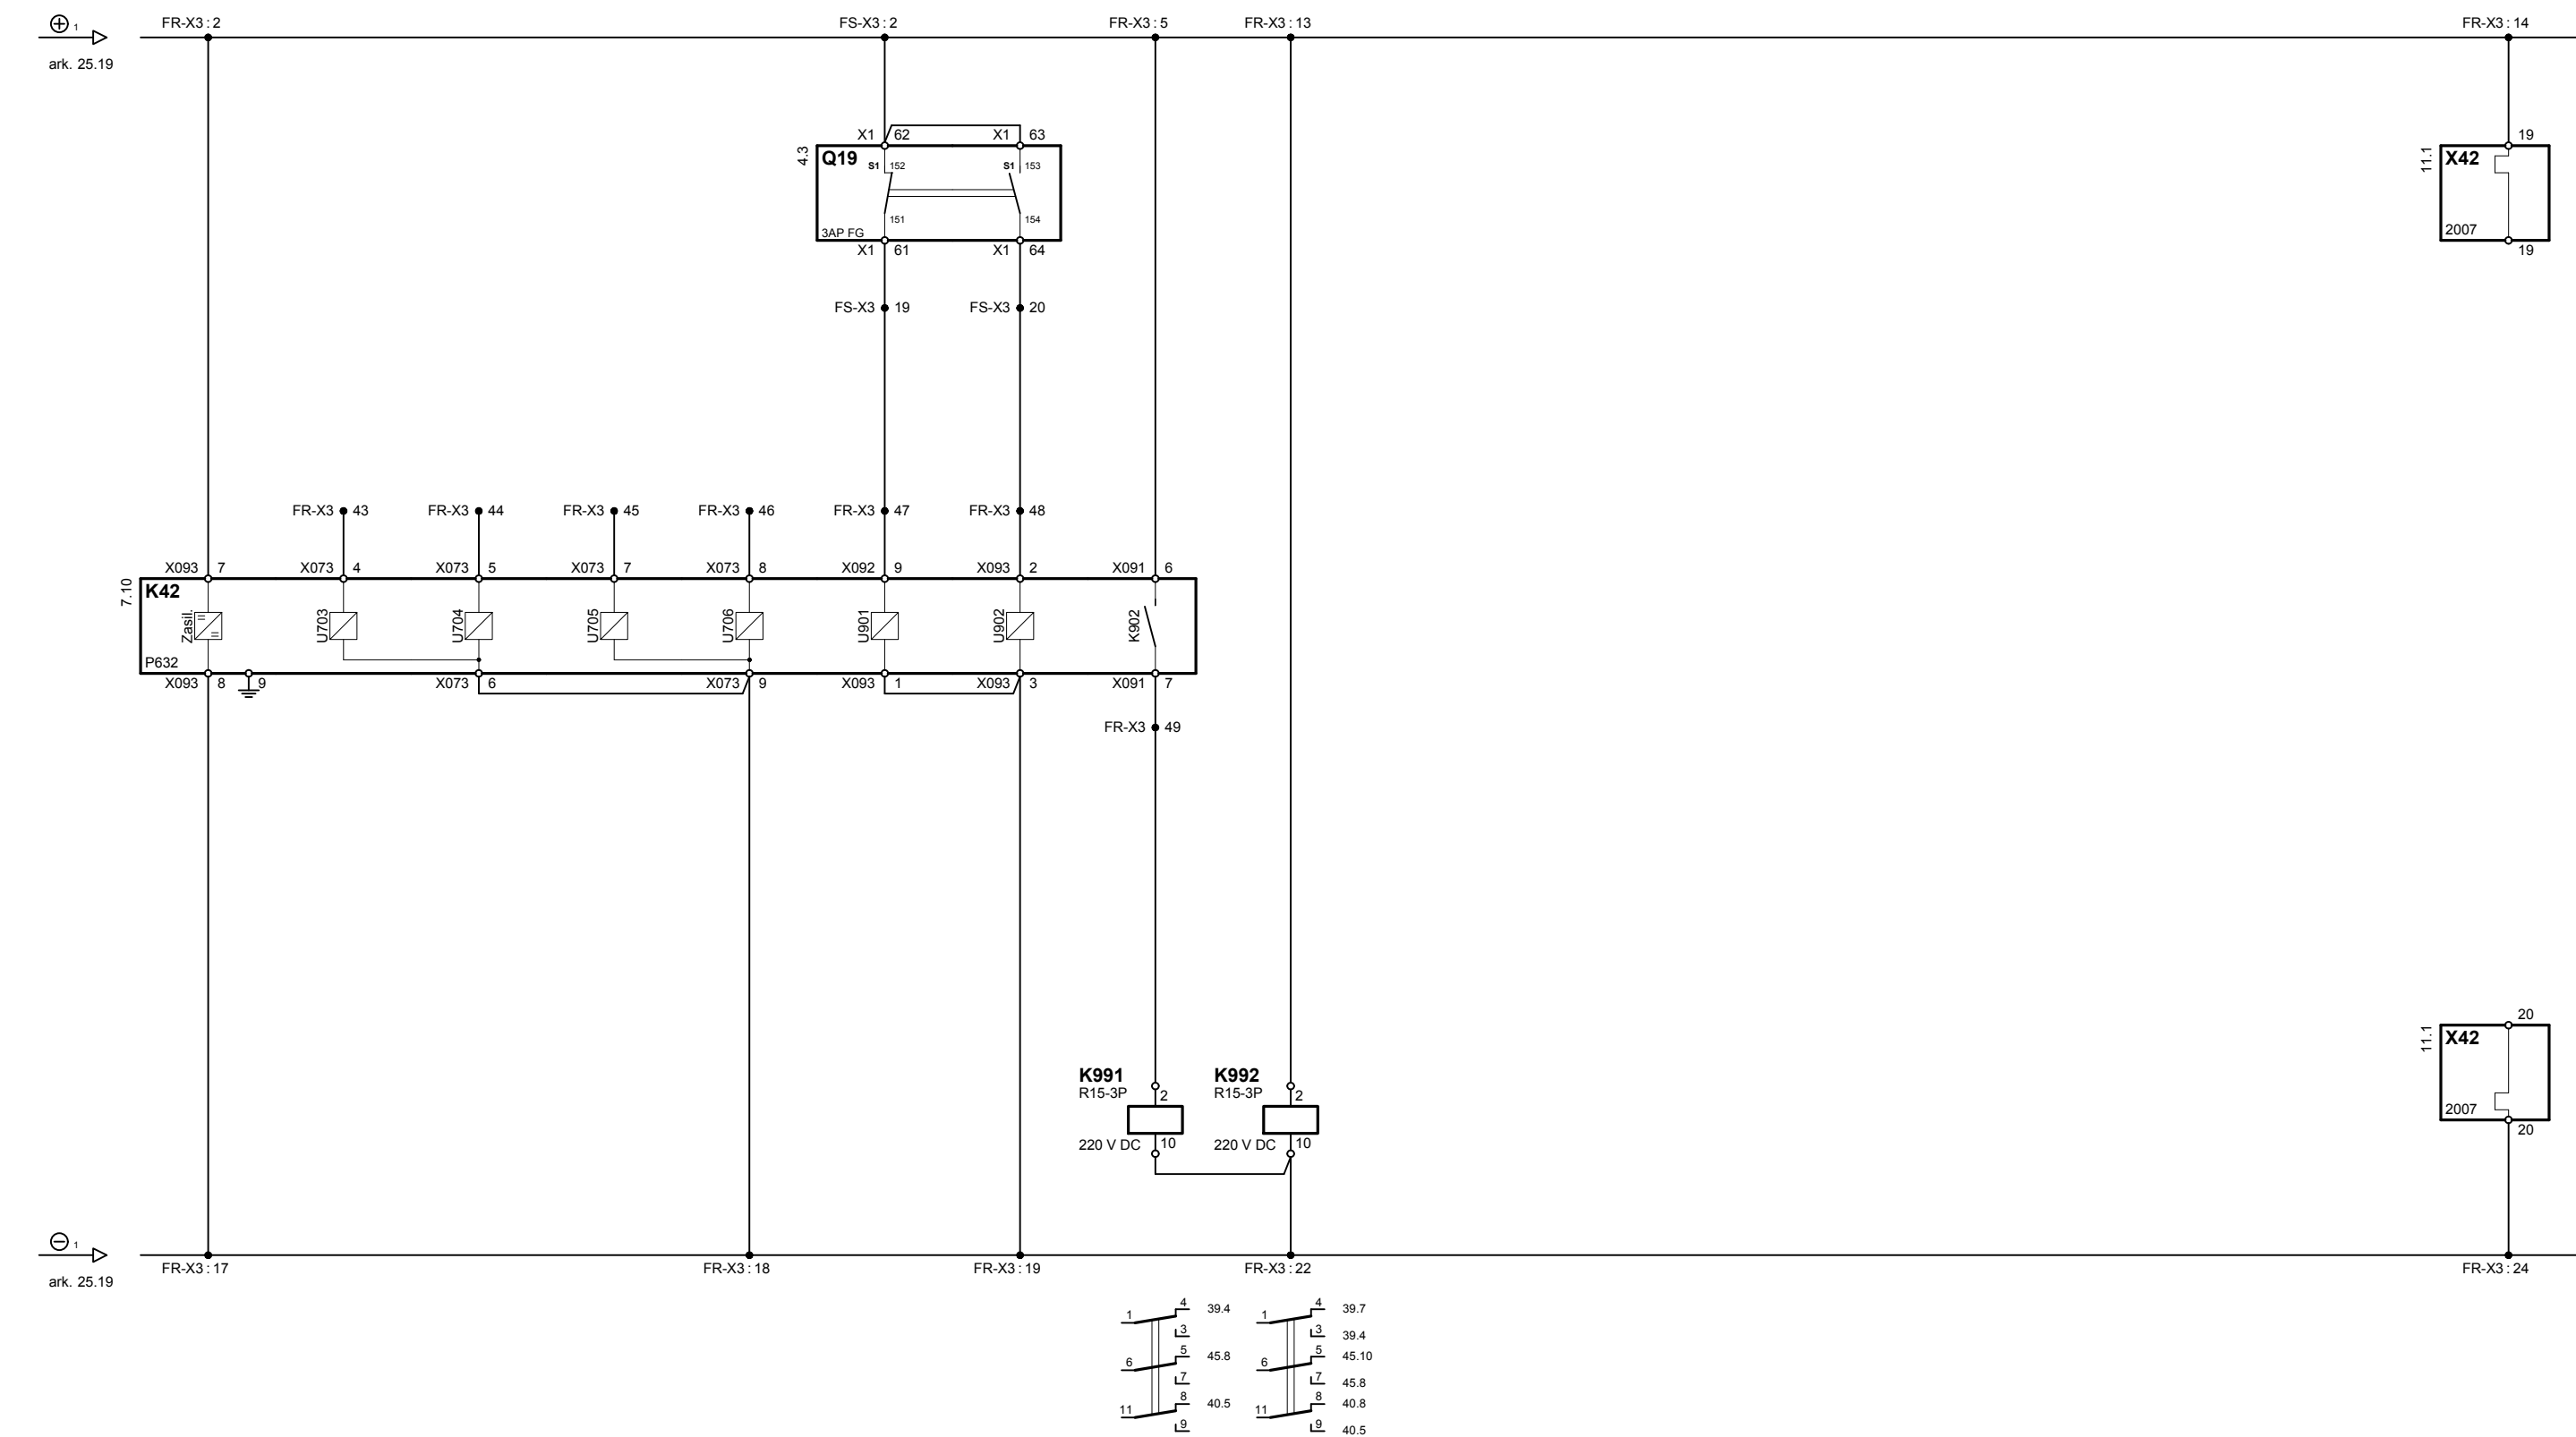 FR-X3 : 2 FS-X3 : 2 FR-X3 : 5 FR-X3 : 13 FR-X3 : 14
+ 1
ark. 25.19
X1 62 X1 63 19
4.3 Q19 S1 152 S1 153 11.1 X42
151 154
3AP FG 2007
X1 61 X1 64 19
FS-X3 19 FS-X3 20
FR-X3 43 FR-X3 44 FR-X3 45 FR-X3 46 FR-X3 47 FR-X3 48
X093 7 X073 4 X073 5 X073 7 X073 8 X092 9 X093 2 X091 6
7.10 K42
Zasil. U703 U704 U705 U706 U901 U902 K902
P632
X093 8 9 X073 6 X073 9 X093 1 X093 3 X091 7
FR-X3 49
20
11.1 X42
K991 K992
R15-3P 2 R15-3P 2
2007
220 V DC 10 220 V DC 10 20
− 1
FR-X3 : 17 FR-X3 : 18 FR-X3 : 19 FR-X3 : 22 FR-X3 : 24
ark. 25.19
1 4 39.4 1 4 39.7
3 3 39.4
6 5 45.8 6 5 45.10
7 7 45.8
11 8 40.5 11 8 40.8
9 9 40.5